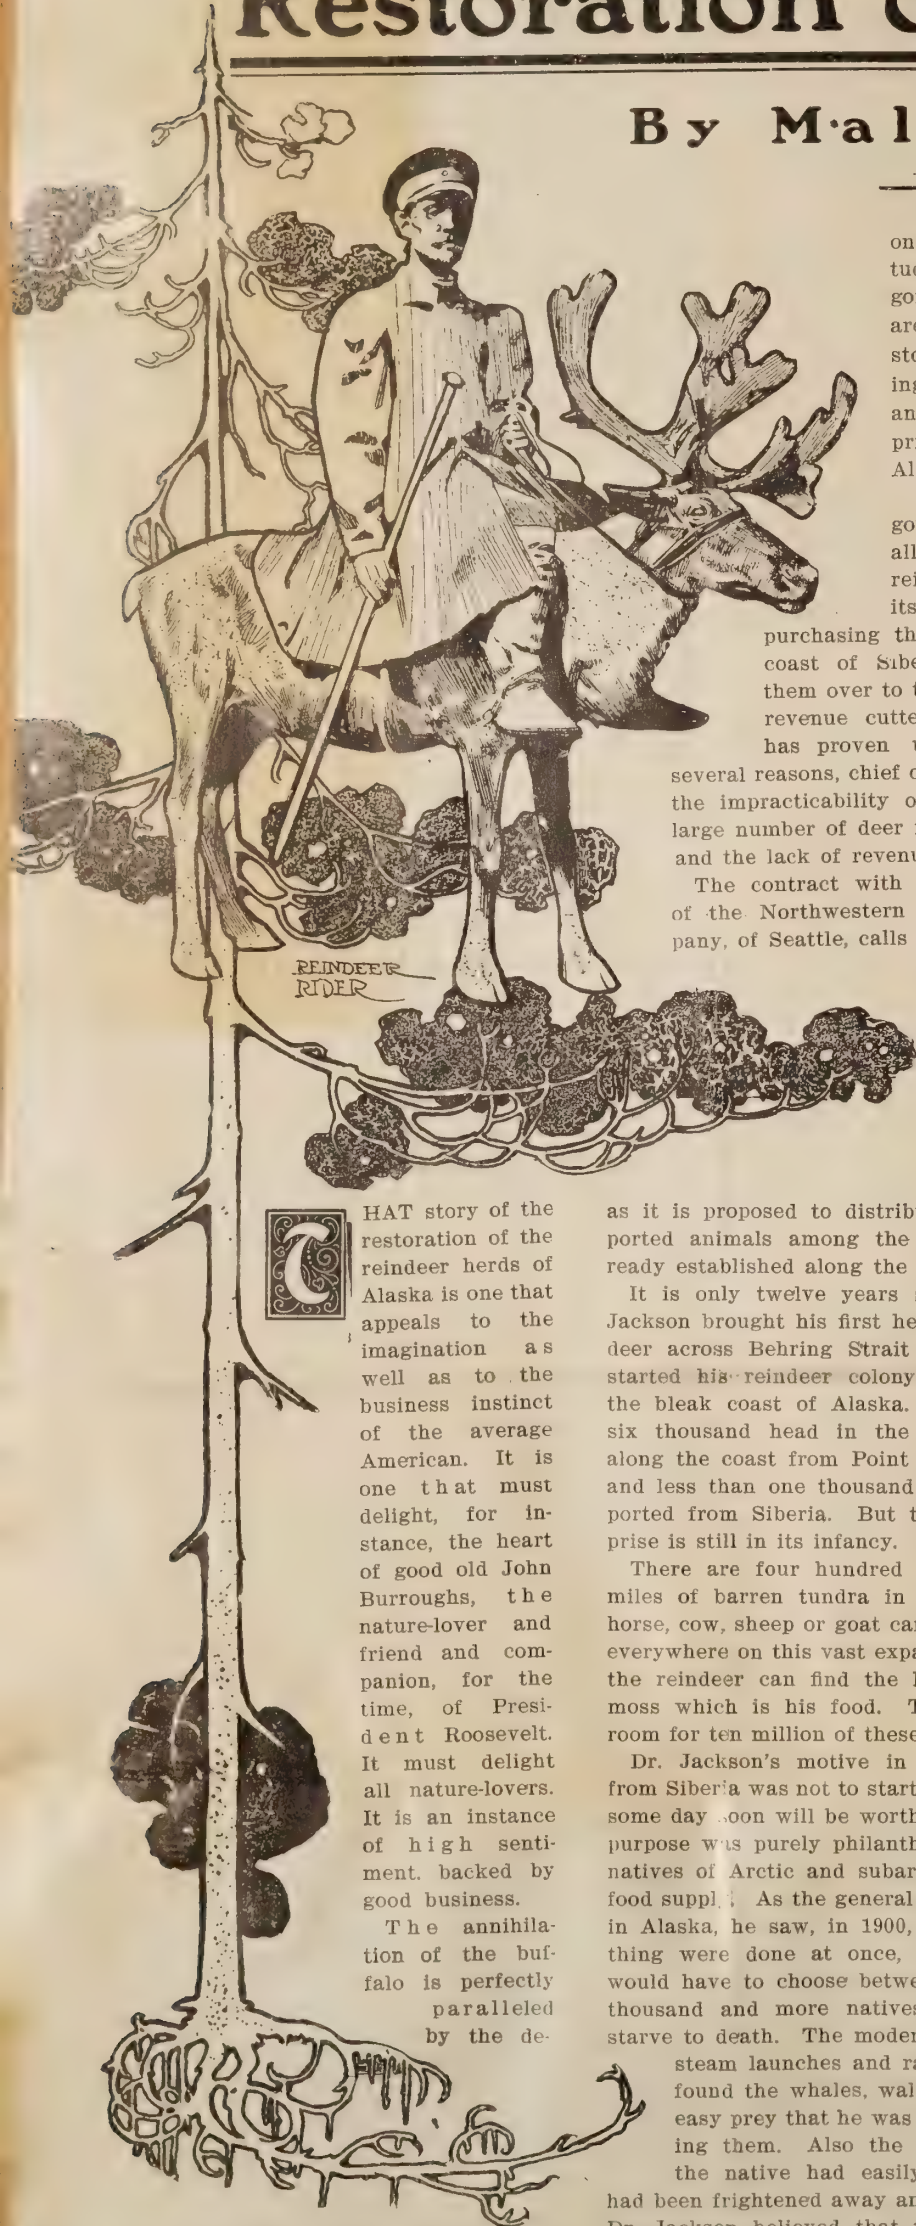 Restoration
By Mal
REINDEER
RIDER
THAT story of the
restoration of the
reindeer herds of
Alaska is one that
appeals to the
imagination as
well as to the
business instinct
of the average
American. It is
one that must
delight, for in-
stance, the heart
of good old John
Burroughs, the
nature-lover and
friend and com-
panion, for the
time, of Presi-
dent Roosevelt.
It must delight
all nature-lovers.
It is an instance
of high senti-
ment. backed by
good business.
The annihila-
tion of the buf-
falo is perfectly
paralleled
by the de-
on
tuc
go
are
sto
ing
an
pr
Al
go
all
rei
its
purchasing th
coast of Sibe
them over to t
revenue cutte
has proven
several reasons, chief o
the impracticability o
large number of deer
and the lack of revenu
The contract with
of the Northwestern
pany, of Seattle, calls
as it is proposed to distrib
ported animals among the
ready established along the
It is only twelve years
Jackson brought his first he
deer across Behring Strait
started his reindeer colony
the bleak coast of Alaska.
six thousand head in the
along the coast from Point
and less than one thousand
ported from Siberia. But t
prise is still in its infancy.
There are four hundred
miles of barren tundra in
horse, cow, sheep or goat can
everywhere on this vast expa
the reindeer can find the
moss which is his food. T
room for ten million of these
Dr. Jackson's motive in
from Siberia was not to start
some day soon will be worth
purpose was purely philanth
natives of Arctic and subar
food suppl. As the general
in Alaska, he saw, in 1900,
thing were done at once,
would have to choose betwe
thousand and more natives
starve to death. The moder
steam launches and ra
found the whales, wal
easy prey that he was
ing them. Also the
the native had easily
had been frightened away an
Dr. Jackson believed that